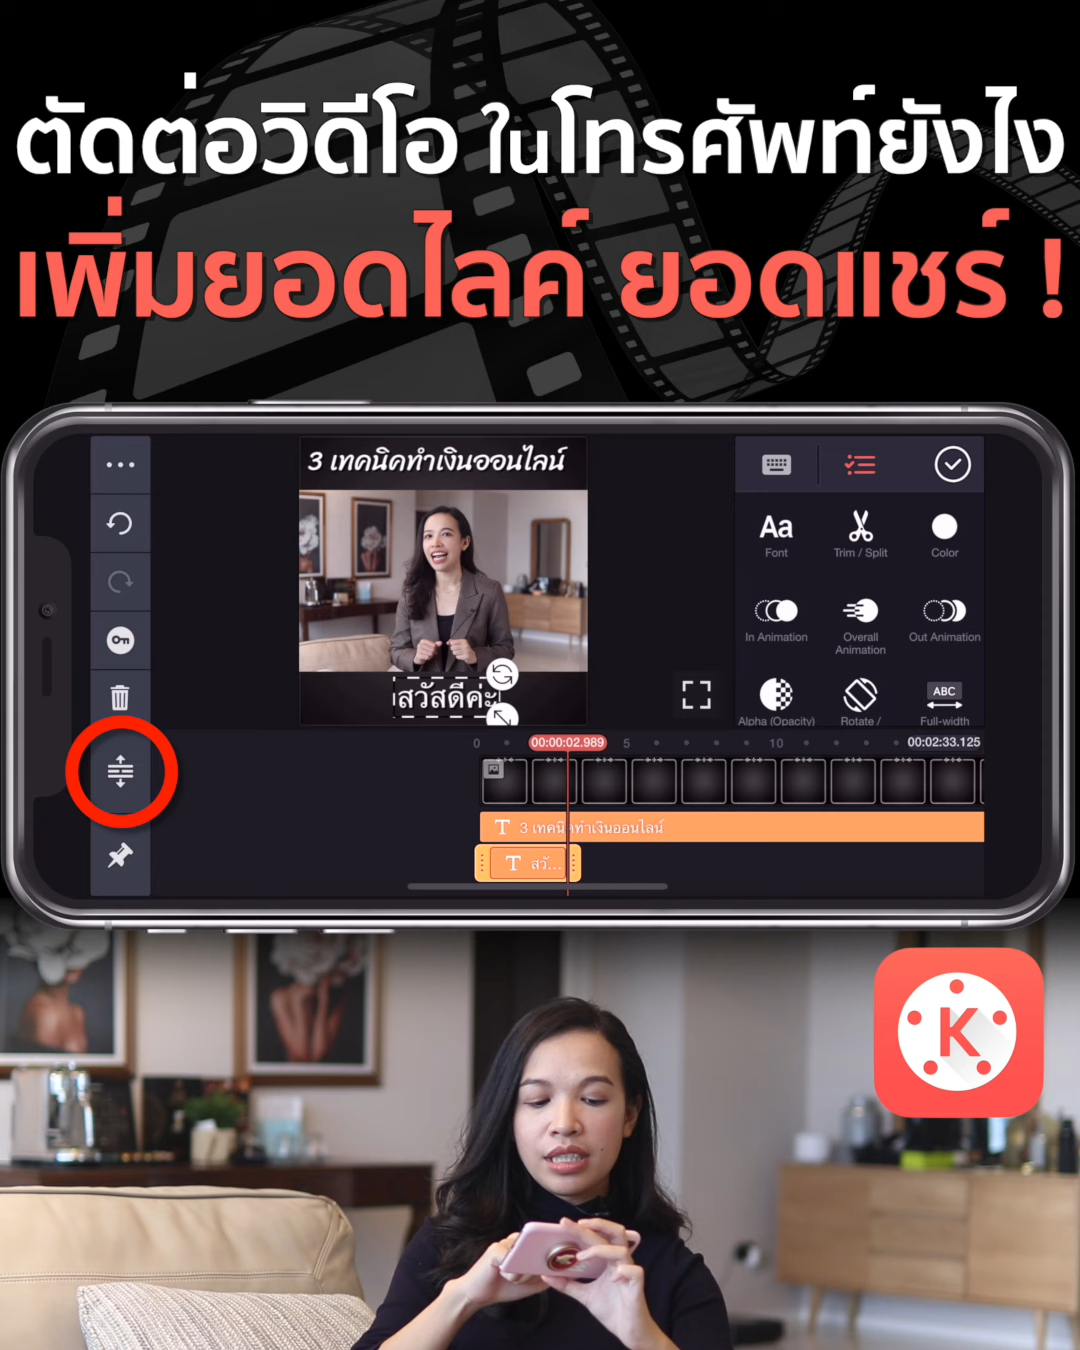 ตัดต่อวิดีโอ ในโทรศัพท์ยังไง
เพิ่มยอดไลค์ ยอดแชร์ !
3 เทคนิคทำเงินออนไลน์
สวัสดีค่ะ
Aa
Font
Trim / Split
Color
In Animation
Overall Animation
Out Animation
Alpha (Opacity)
Rotate /
ABC
Full-width
0
00:00:02.989
5
10
00:02:33.125
T 3 เทคนิคทำเงินออนไลน์
T สวั...
K